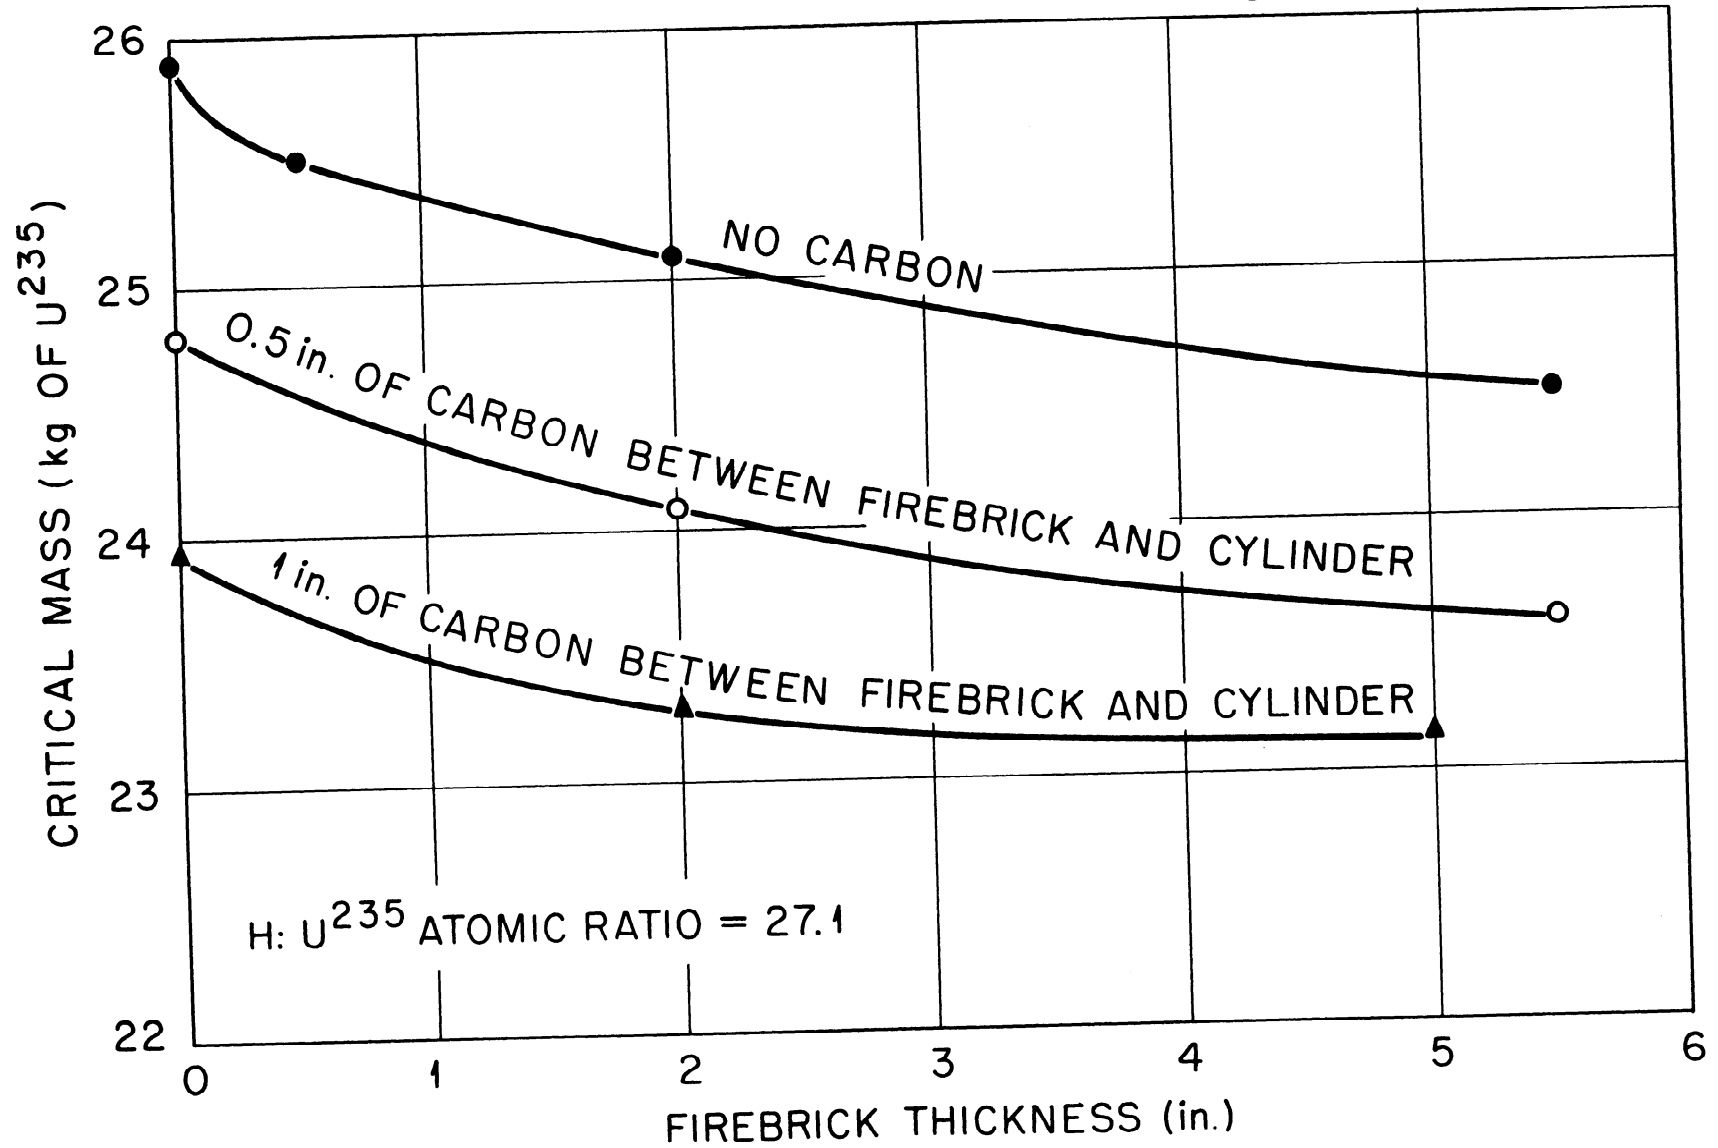 26
25
24
23
22
CRITICAL MASS (kg OF U235)
NO CARBON
0.5 in. OF CARBON BETWEEN FIREBRICK AND CYLINDER
1 in. OF CARBON BETWEEN FIREBRICK AND CYLINDER
H: U235 ATOMIC RATIO = 27.1
0 1 2 3 4 5 6
FIREBRICK THICKNESS (in.)